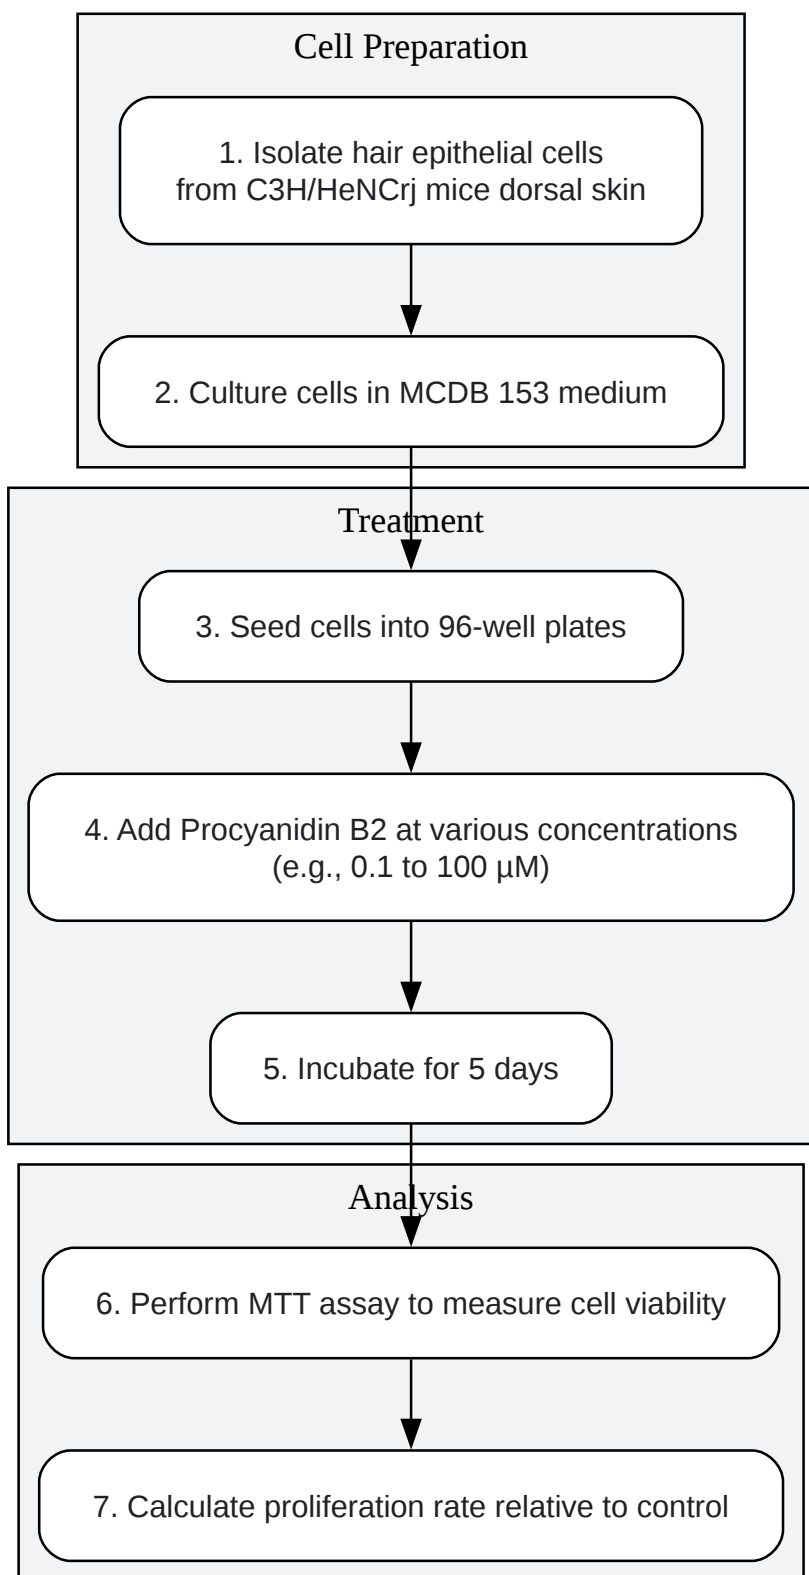 Cell Preparation
1. Isolate hair epithelial cells
from C3H/HeNCrj mice dorsal skin
2. Culture cells in MCDB 153 medium
Treatment
3. Seed cells into 96-well plates
4. Add Procyanidin B2 at various concentrations
(e.g., 0.1 to 100 µM)
5. Incubate for 5 days
Analysis
6. Perform MTT assay to measure cell viability
7. Calculate proliferation rate relative to control